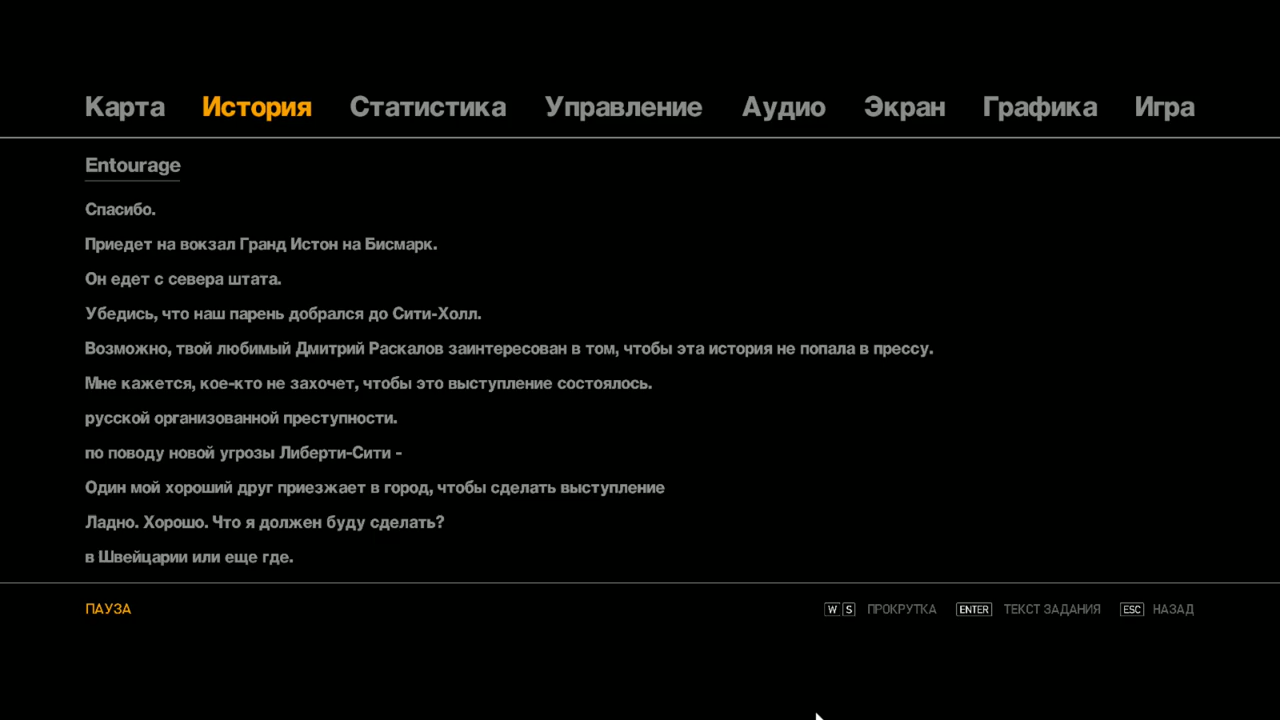 Карта История Статистика Управление Аудио Экран Графика Игра
Entourage
Спасибо.
Приедет на вокзал Гранд Истон на Бисмарк.
Он едет с севера штата.
Убедись, что наш парень добрался до Сити-Холл.
Возможно, твой любимый Дмитрий Раскалов заинтересован в том, чтобы эта история не попала в прессу.
Мне кажется, кое-кто не захочет, чтобы это выступление состоялось.
русской организованной преступности.
по поводу новой угрозы Либерти-Сити -
Один мой хороший друг приезжает в город, чтобы сделать выступление
Ладно. Хорошо. Что я должен буду сделать?
в Швейцарии или еще где.
ПАУЗА W S ПРОКРУТКА ENTER ТЕКСТ ЗАДАНИЯ ESC НАЗАД